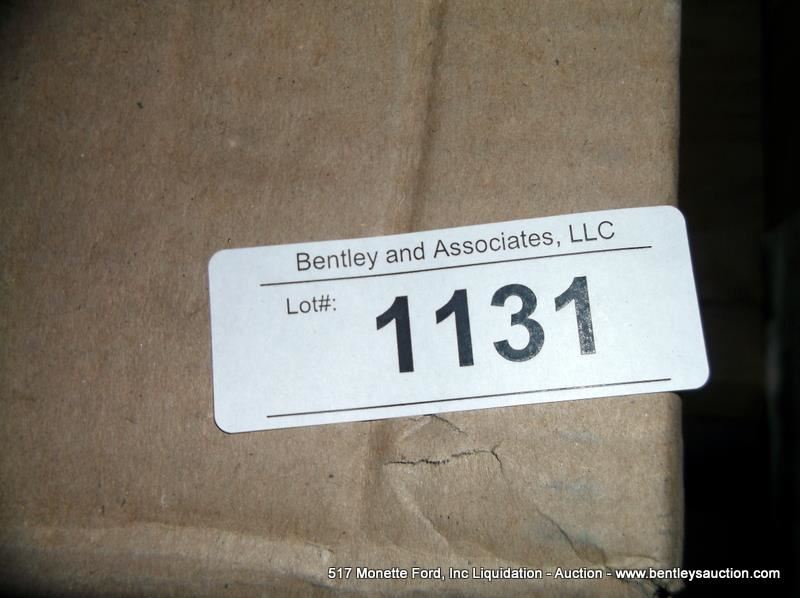 Bentley and Associates, LLC
Lot#: 1131
517 Monette Ford, Inc Liquidation - Auction - www.bentleysauction.com